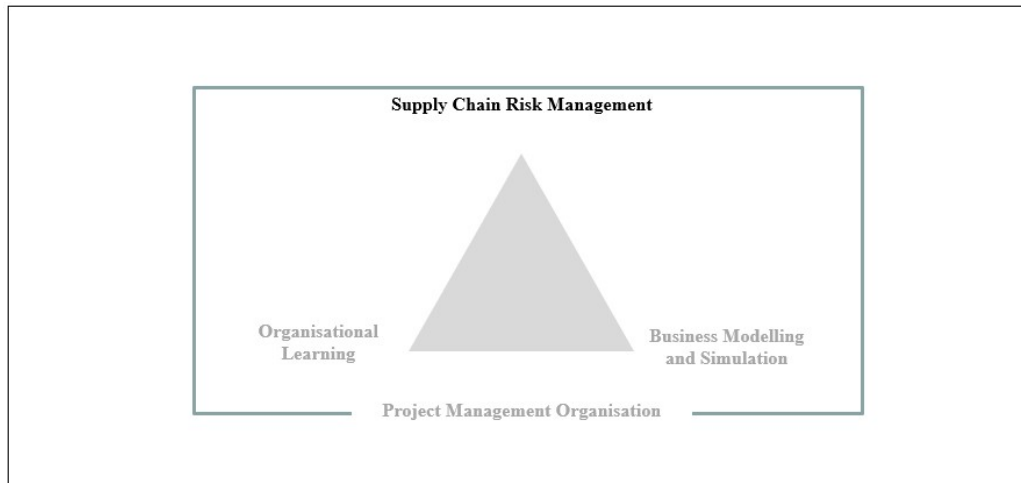 Supply Chain Risk Management
Organisational
Learning
Business Modelling
and Simulation
Project Management Organisation